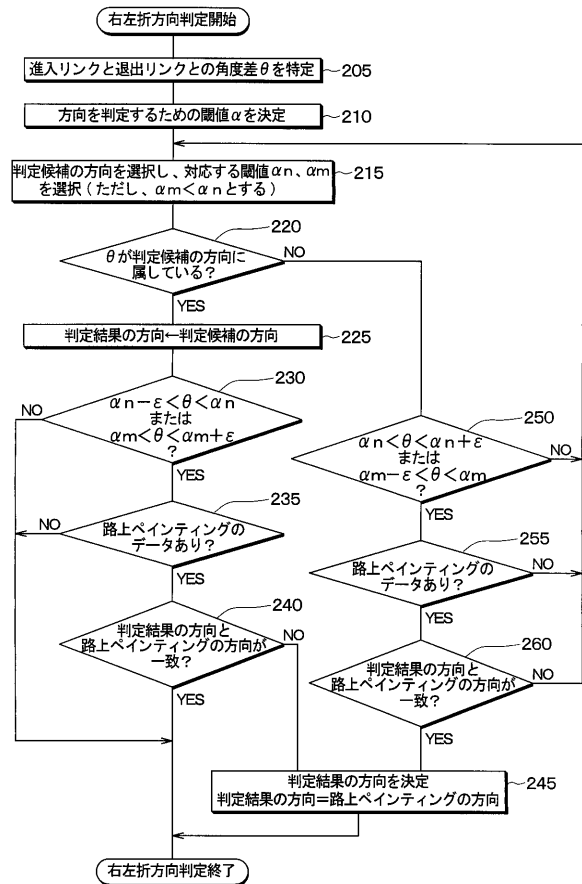 右左折方向判定開始
進入リンクと退出リンクとの角度差θを特定
205
方向を判定するための閾値αを決定
210
判定候補の方向を選択し、対応する閾値αn、αm
を選択(ただし、αm<αnとする)
215
220
θが判定候補の方向に
属している?
NO
YES
判定結果の方向←判定候補の方向
225
230
NO
αn-ε<θ<αn
または
αm<θ<αm+ε
?
YES
250
αn<θ<αn+ε
または
αm-ε<θ<αm
?
NO
YES
235
NO
路上ペインティングの
データあり?
YES
255
路上ペインティングの
データあり?
NO
YES
240
判定結果の方向と
路上ペインティングの方向が
一致?
NO
YES
260
判定結果の方向と
路上ペインティングの方向が
一致?
NO
YES
判定結果の方向を決定
判定結果の方向=路上ペインティングの方向
245
右左折方向判定終了